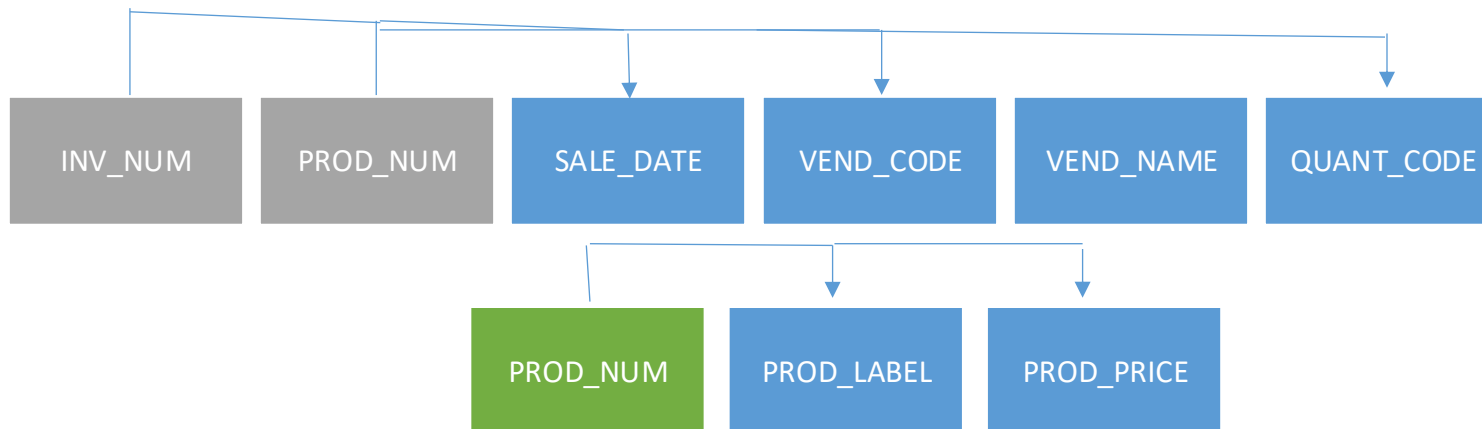 INV_NUM
PROD_NUM
SALE_DATE
VEND_CODE
VEND_NAME
QUANT_CODE
PROD_NUM
PROD_LABEL
PROD_PRICE